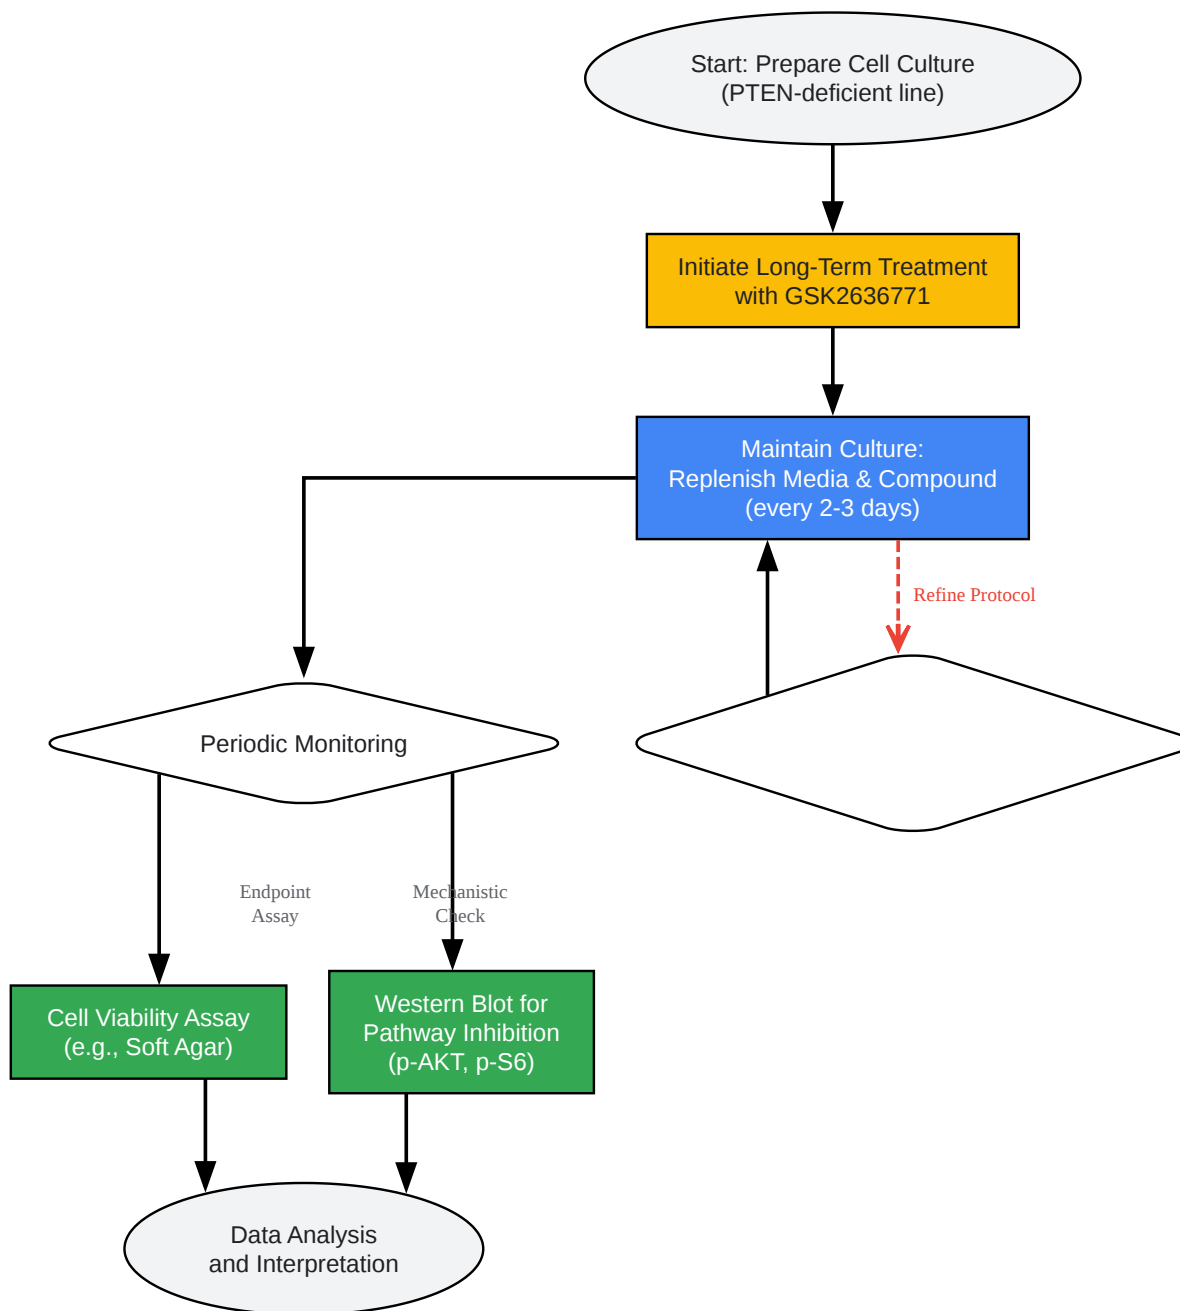 Start: Prepare Cell Culture
(PTEN-deficient line)
Initiate Long-Term Treatment
with GSK2636771
Maintain Culture:
Replenish Media & Compound
(every 2-3 days)
Refine Protocol
Periodic Monitoring
Endpoint
Assay
Mechanistic
Check
Cell Viability Assay
(e.g., Soft Agar)
Western Blot for
Pathway Inhibition
(p-AKT, p-S6)
Data Analysis
and Interpretation